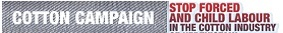 COTTON CAMPAIGN
STOP FORCED
AND CHILD LABOUR
IN THE COTTON INDUSTRY